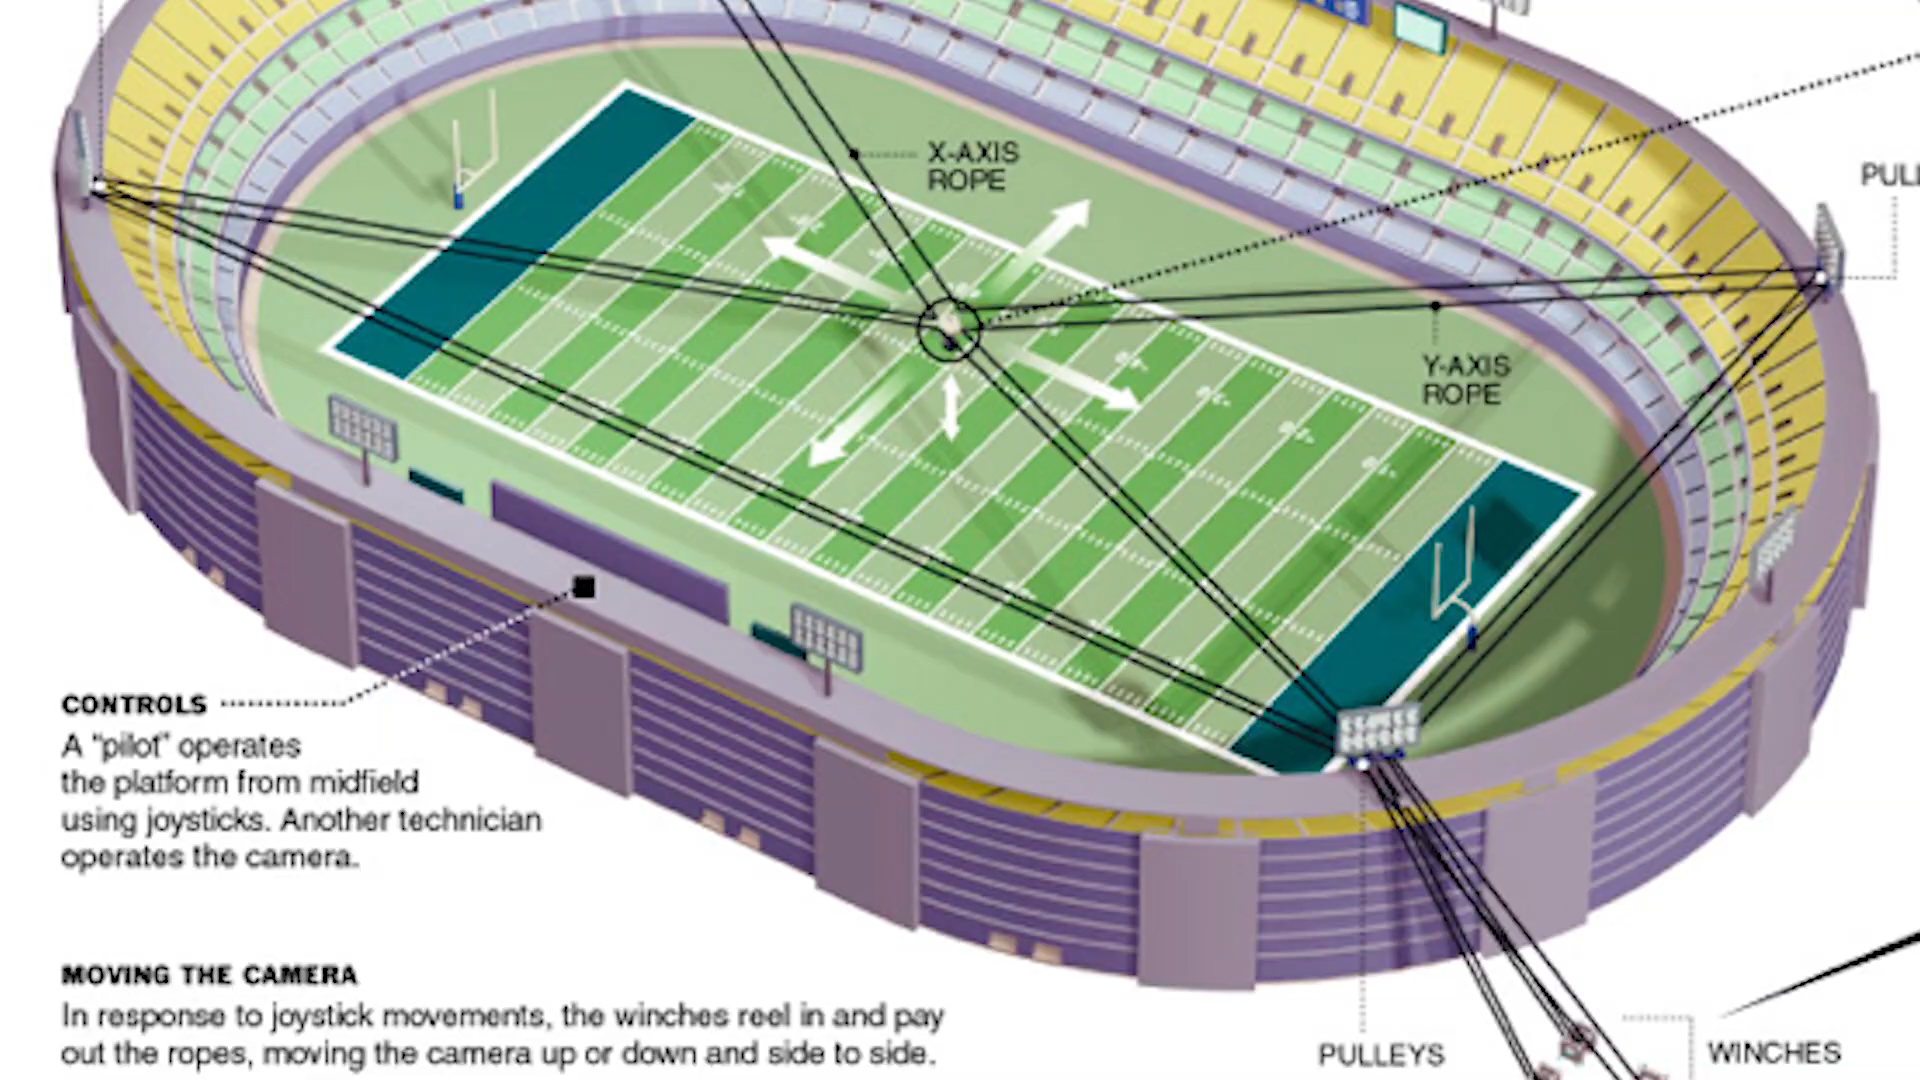 X-AXIS
ROPE
PULL
Y-AXIS
ROPE
CONTROLS
A “pilot” operates
the platform from midfield
using joysticks. Another technician
operates the camera.
MOVING THE CAMERA
In response to joystick movements, the winches reel in and pay
out the ropes, moving the camera up or down and side to side.
PULLEYS
WINCHES